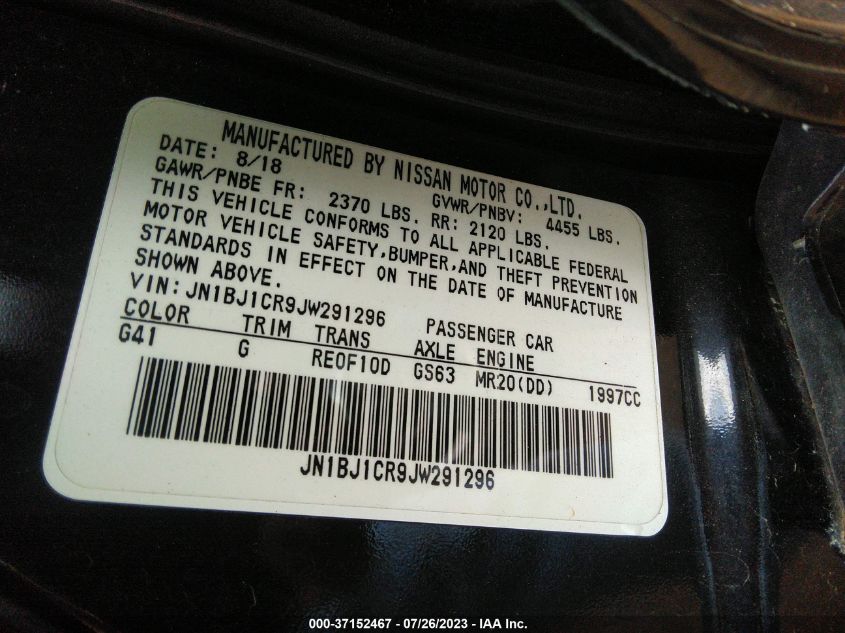 MANUFACTURED BY NISSAN MOTOR CO.,LTD.
DATE: 8/18 GVWR/PNBV: 4455 LBS.
GAWR/PNBE FR: 2370 LBS. RR: 2120 LBS.
THIS VEHICLE CONFORMS TO ALL APPLICABLE FEDERAL
MOTOR VEHICLE SAFETY,BUMPER,AND THEFT PREVENTION
STANDARDS IN EFFECT ON THE DATE OF MANUFACTURE
SHOWN ABOVE.
VIN:JN1BJ1CR9JW291296 PASSENGER CAR
COLOR TRIM TRANS AXLE ENGINE
G41 G RE0F10D GS63 MR20(DD) 1997CC
JN1BJ1CR9JW291296
000-37152467 - 07/26/2023 - IAA Inc.